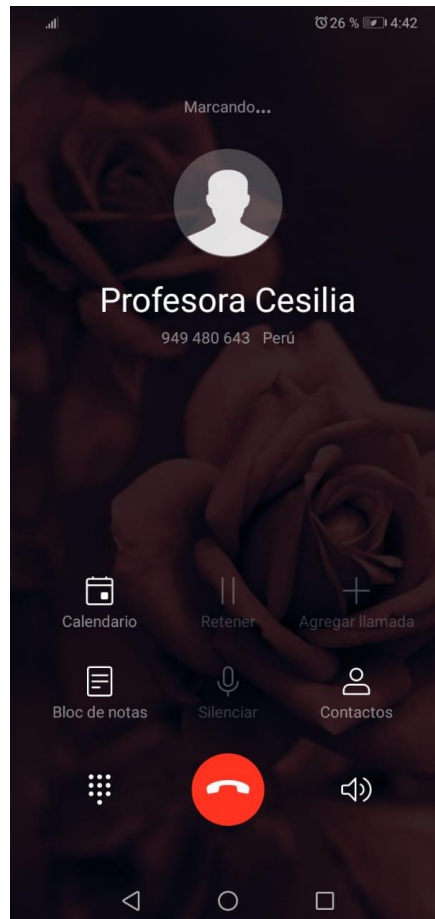 26 % 4:42
Marcando...
Profesora Cesilia
949 480 643 Perú
Calendario Retener Agregar llamada
Bloc de notas Silenciar Contactos